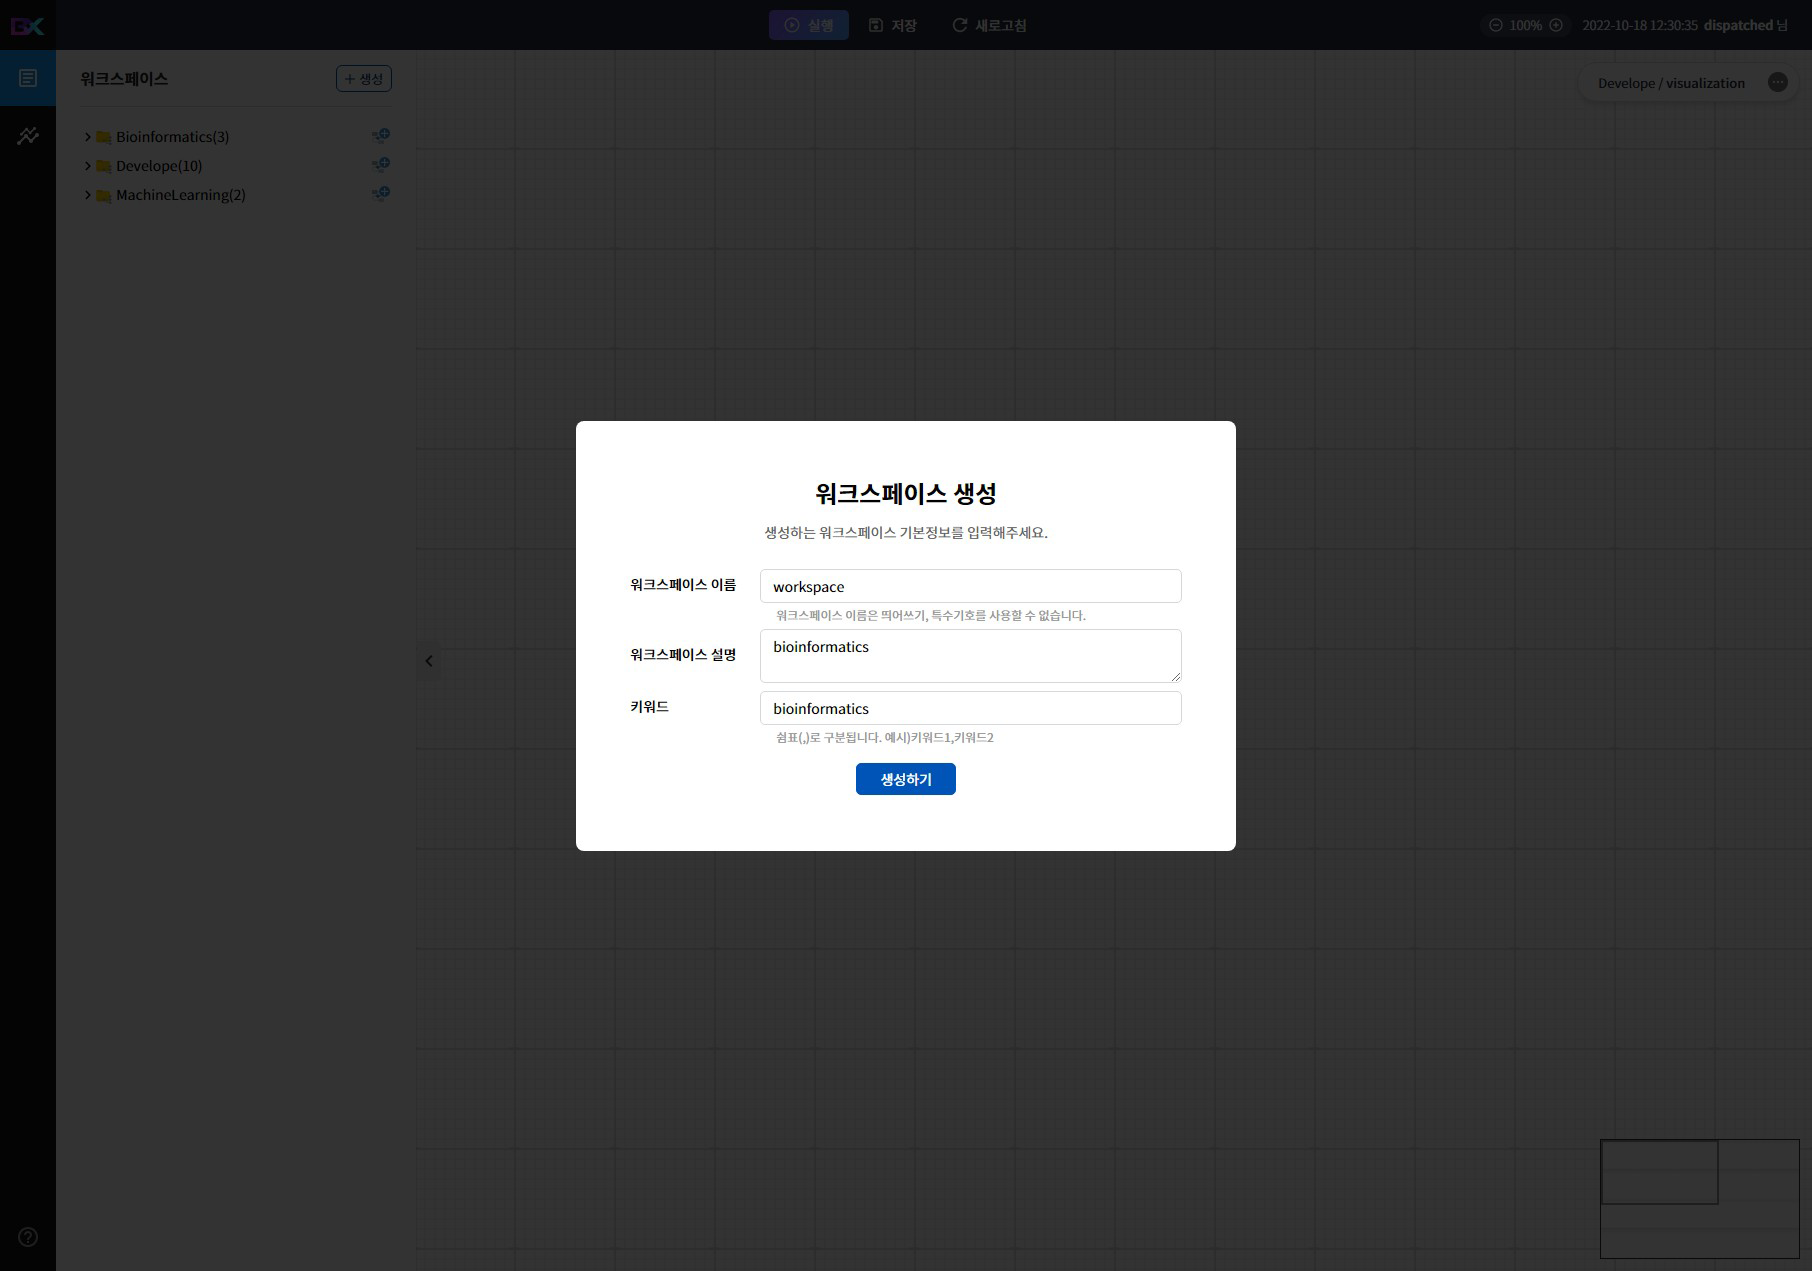 BX
실행
저장
새로고침
100%
2022-10-18 12:30:35 dispatched 님
워크스페이스
+ 생성
Develope / visualization
Bioinformatics(3)
Develope(10)
MachineLearning(2)
워크스페이스 생성
생성하는 워크스페이스 기본정보를 입력해주세요.
워크스페이스 이름
workspace
워크스페이스 이름은 띄어쓰기, 특수기호를 사용할 수 없습니다.
워크스페이스 설명
bioinformatics
키워드
bioinformatics
쉼표(,)로 구분됩니다. 예시)키워드1,키워드2
생성하기